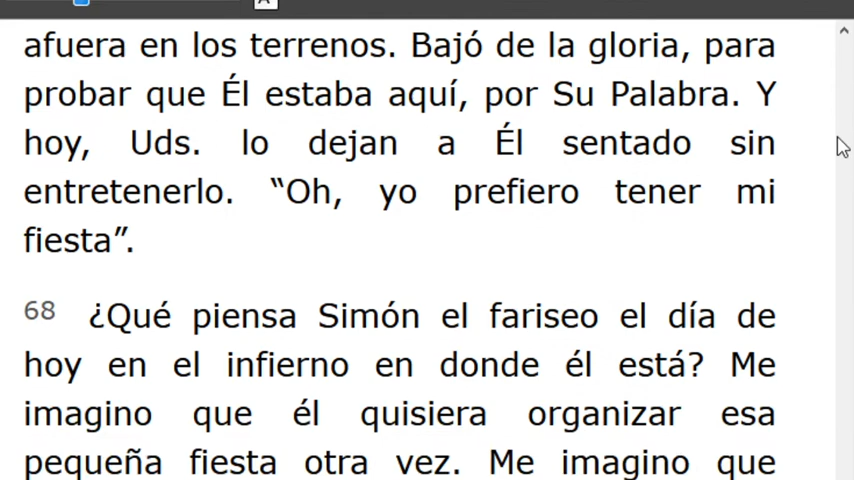 afuera en los terrenos. Bajó de la gloria, para
probar que Él estaba aquí, por Su Palabra. Y
hoy, Uds. lo dejan a Él sentado sin
entretenerlo. “Oh, yo prefiero tener mi
fiesta”.
68 ¿Qué piensa Simón el fariseo el día de
hoy en el infierno en donde él está? Me
imagino que él quisiera organizar esa
pequeña fiesta otra vez. Me imagino que